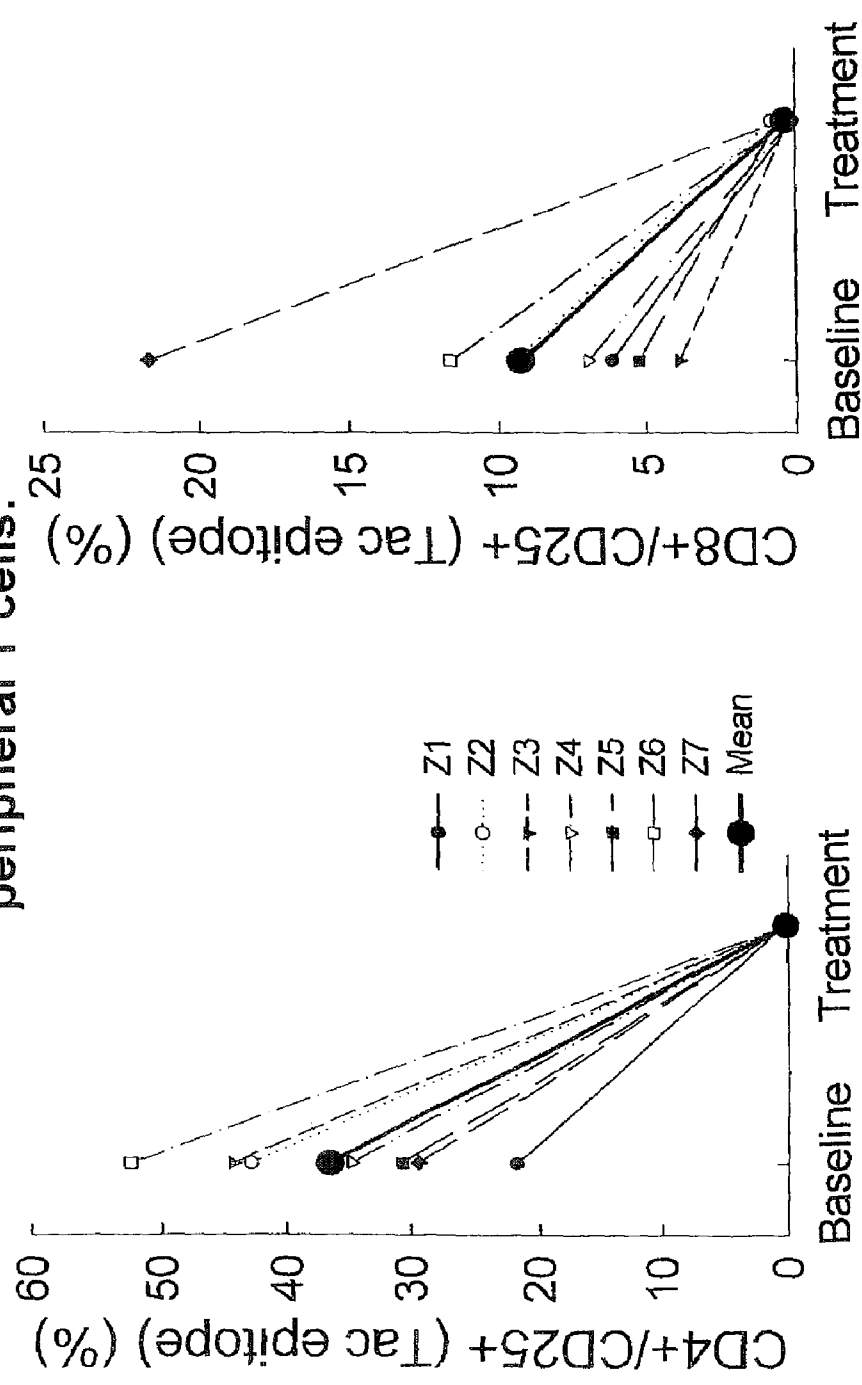 peripheral T cells.
CD4+/CD25+ (Tac epitope) (%)
60
50
40
30
20
10
0
Baseline Treatment
Z1
Z2
Z3
Z4
Z5
Z6
Z7
Mean
CD8+/CD25+ (Tac epitope) (%)
25
20
15
10
5
0
Baseline Treatment